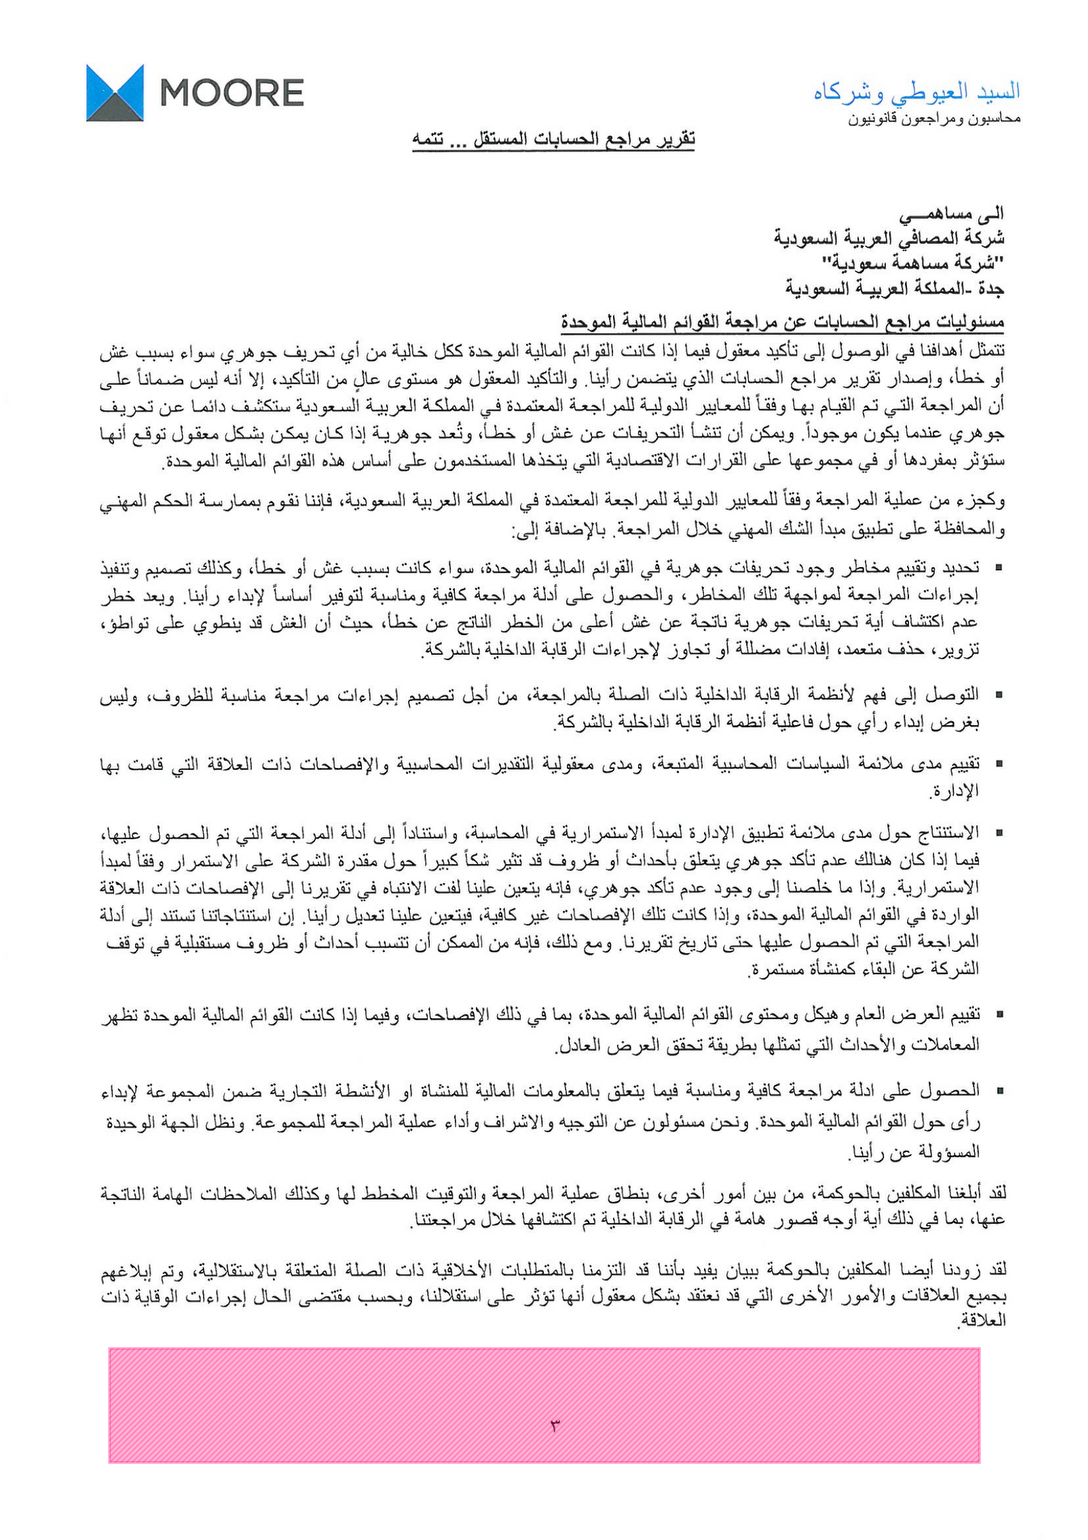 MOORE
السيد العيوطي وشركاه
محاسبون ومراجعون قانونيون
تقرير مراجع الحسابات المستقل ... تتمه
الى مساهمـــي
شركة المصافي العربية السعودية
"شركة مساهمة سعودية"
جدة -المملكة العربيـة السعودية
مسئوليات مراجع الحسابات عن مراجعة القوائم المالية الموحدة
تتمثل أهدافنا في الوصول إلى تأكيد معقول فيما إذا كانت القوائم المالية الموحدة ككل خالية من أي تحريف جوهري سواء بسبب غش
أو خطأ، وإصدار تقرير مراجع الحسابات الذي يتضمن رأينا. والتأكيد المعقول هو مستوى عالٍ من التأكيد، إلا أنه ليس ضماناً على
أن المراجعة التي تم القيام بها وفقاً للمعايير الدولية للمراجعة المعتمدة في المملكة العربية السعودية ستكشف دائما عن تحريف
جوهري عندما يكون موجوداً. ويمكن أن تنشأ التحريفات عن غش أو خطأ، وتُعد جوهرية إذا كان يمكن بشكل معقول توقع أنها
ستؤثر بمفردها أو في مجموعها على القرارات الاقتصادية التي يتخذها المستخدمون على أساس هذه القوائم المالية الموحدة.
وكجزء من عملية المراجعة وفقاً للمعايير الدولية للمراجعة المعتمدة في المملكة العربية السعودية، فإننا نقوم بممارسة الحكم المهني
والمحافظة على تطبيق مبدأ الشك المهني خلال المراجعة. بالإضافة إلى:
▪ تحديد وتقييم مخاطر وجود تحريفات جوهرية في القوائم المالية الموحدة، سواء كانت بسبب غش أو خطأ، وكذلك تصميم وتنفيذ
إجراءات المراجعة لمواجهة تلك المخاطر، والحصول على أدلة مراجعة كافية ومناسبة لتوفير أساساً لإبداء رأينا. ويعد خطر
عدم اكتشاف أية تحريفات جوهرية ناتجة عن غش أعلى من الخطر الناتج عن خطأ، حيث أن الغش قد ينطوي على تواطؤ،
تزوير، حذف متعمد، إفادات مضللة أو تجاوز لإجراءات الرقابة الداخلية بالشركة.
▪ التوصل إلى فهم لأنظمة الرقابة الداخلية ذات الصلة بالمراجعة، من أجل تصميم إجراءات مراجعة مناسبة للظروف، وليس
بغرض إبداء رأي حول فاعلية أنظمة الرقابة الداخلية بالشركة.
▪ تقييم مدى ملائمة السياسات المحاسبية المتبعة، ومدى معقولية التقديرات المحاسبية والإفصاحات ذات العلاقة التي قامت بها
الإدارة.
▪ الاستنتاج حول مدى ملائمة تطبيق الإدارة لمبدأ الاستمرارية في المحاسبة، واستناداً إلى أدلة المراجعة التي تم الحصول عليها،
فيما إذا كان هنالك عدم تأكد جوهري يتعلق بأحداث أو ظروف قد تثير شكاً كبيراً حول مقدرة الشركة على الاستمرار وفقاً لمبدأ
الاستمرارية. وإذا ما خلصنا إلى وجود عدم تأكد جوهري، فإنه يتعين علينا لفت الانتباه في تقريرنا إلى الإفصاحات ذات العلاقة
الواردة في القوائم المالية الموحدة، وإذا كانت تلك الإفصاحات غير كافية، فيتعين علينا تعديل رأينا. إن استنتاجاتنا تستند إلى أدلة
المراجعة التي تم الحصول عليها حتى تاريخ تقريرنا. ومع ذلك، فإنه من الممكن أن تتسبب أحداث أو ظروف مستقبلية في توقف
الشركة عن البقاء كمنشأة مستمرة.
▪ تقييم العرض العام وهيكل ومحتوى القوائم المالية الموحدة، بما في ذلك الإفصاحات، وفيما إذا كانت القوائم المالية الموحدة تظهر
المعاملات والأحداث التي تمثلها بطريقة تحقق العرض العادل.
▪ الحصول على ادلة مراجعة كافية ومناسبة فيما يتعلق بالمعلومات المالية للمنشاة او الأنشطة التجارية ضمن المجموعة لإبداء
رأى حول القوائم المالية الموحدة. ونحن مسئولون عن التوجيه والاشراف وأداء عملية المراجعة للمجموعة. ونظل الجهة الوحيدة
المسؤولة عن رأينا.
لقد أبلغنا المكلفين بالحوكمة، من بين أمور أخرى، بنطاق عملية المراجعة والتوقيت المخطط لها وكذلك الملاحظات الهامة الناتجة
عنها، بما في ذلك أية أوجه قصور هامة في الرقابة الداخلية تم اكتشافها خلال مراجعتنا.
لقد زودنا أيضا المكلفين بالحوكمة ببيان يفيد بأننا قد التزمنا بالمتطلبات الأخلاقية ذات الصلة المتعلقة بالاستقلالية، وتم إبلاغهم
بجميع العلاقات والأمور الأخرى التي قد نعتقد بشكل معقول أنها تؤثر على استقلالنا، وبحسب مقتضى الحال إجراءات الوقاية ذات
العلاقة.
٣